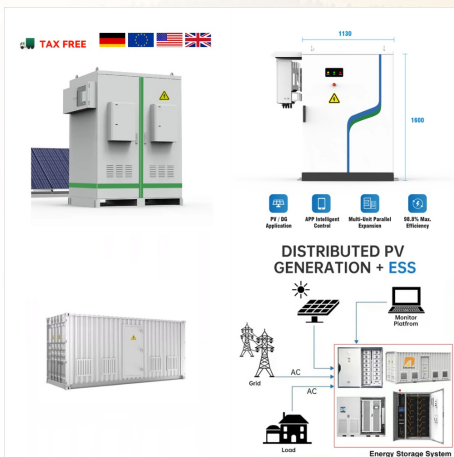 TAX FREE
1130
1600
PV / DG
Application
APP Intelligent
Control
Multi-Unit Parallel
Expansion
98.8% Max.
Efficiency
DISTRIBUTED PV
GENERATION + ESS
Monitor
Plotfrom
Grid
AC
AC
Load
Energy Storage System